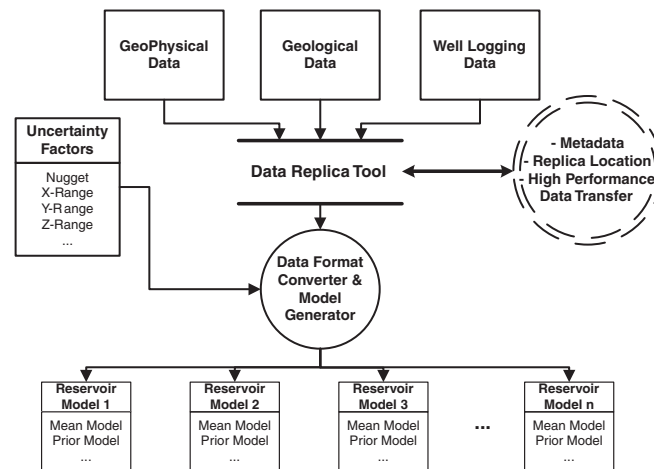 GeoPhysical
Data
Geological
Data
Well Logging
Data
Uncertainty
Factors
Nugget
X-Range
Y-Range
Z-Range
...
Data Replica Tool
- Metadata
- Replica Location
- High Performance
Data Transfer
Data Format
Converter &
Model
Generator
Reservoir
Model 1
Mean Model
Prior Model
...
Reservoir
Model 2
Mean Model
Prior Model
...
Reservoir
Model 3
Mean Model
Prior Model
...
...
Reservoir
Model n
Mean Model
Prior Model
...